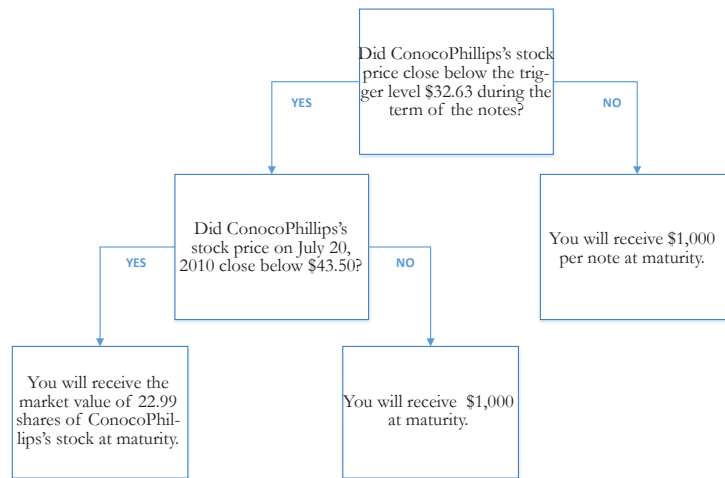 Did ConocoPhillips's stock
price close below the trig-
ger level $32.63 during the
term of the notes?
YES
NO
Did ConocoPhillips's
stock price on July 20,
2010 close below $43.50?
You will receive $1,000
per note at maturity.
YES
NO
You will receive the
market value of 22.99
shares of ConocoPhil-
lips's stock at maturity.
You will receive $1,000
at maturity.